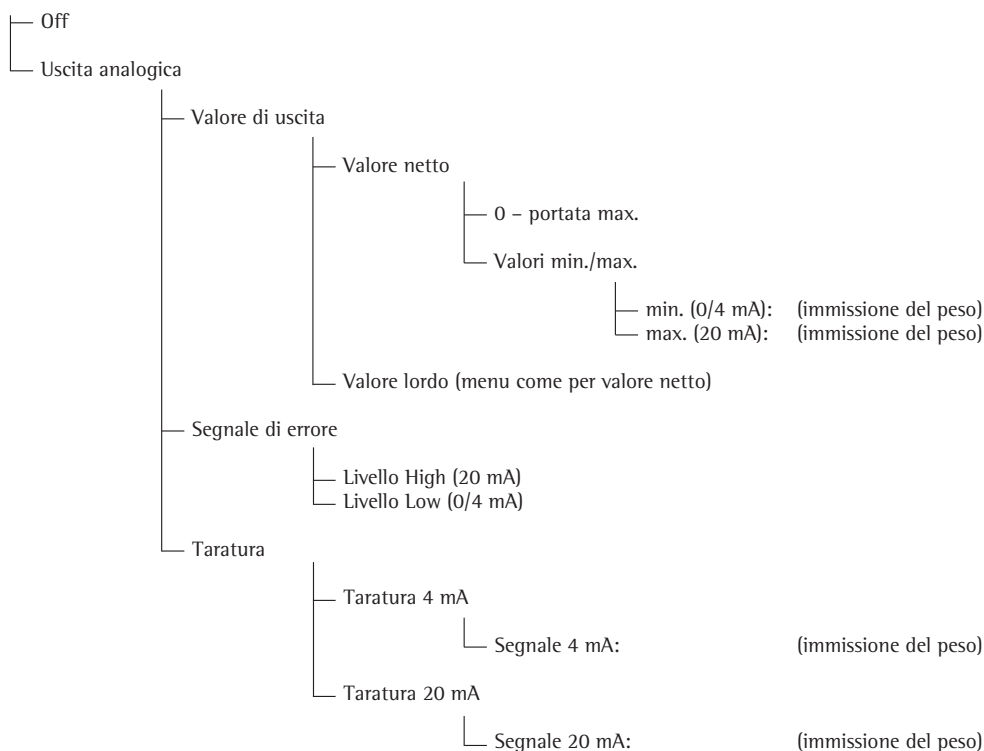 Off
Uscita analogica
Valore di uscita
Valore netto
0 – portata max.
Valori min./max.
min. (0/4 mA): (immissione del peso)
max. (20 mA): (immissione del peso)
Valore lordo (menu come per valore netto)
Segnale di errore
Livello High (20 mA)
Livello Low (0/4 mA)
Taratura
Taratura 4 mA
Segnale 4 mA: (immissione del peso)
Taratura 20 mA
Segnale 20 mA: (immissione del peso)